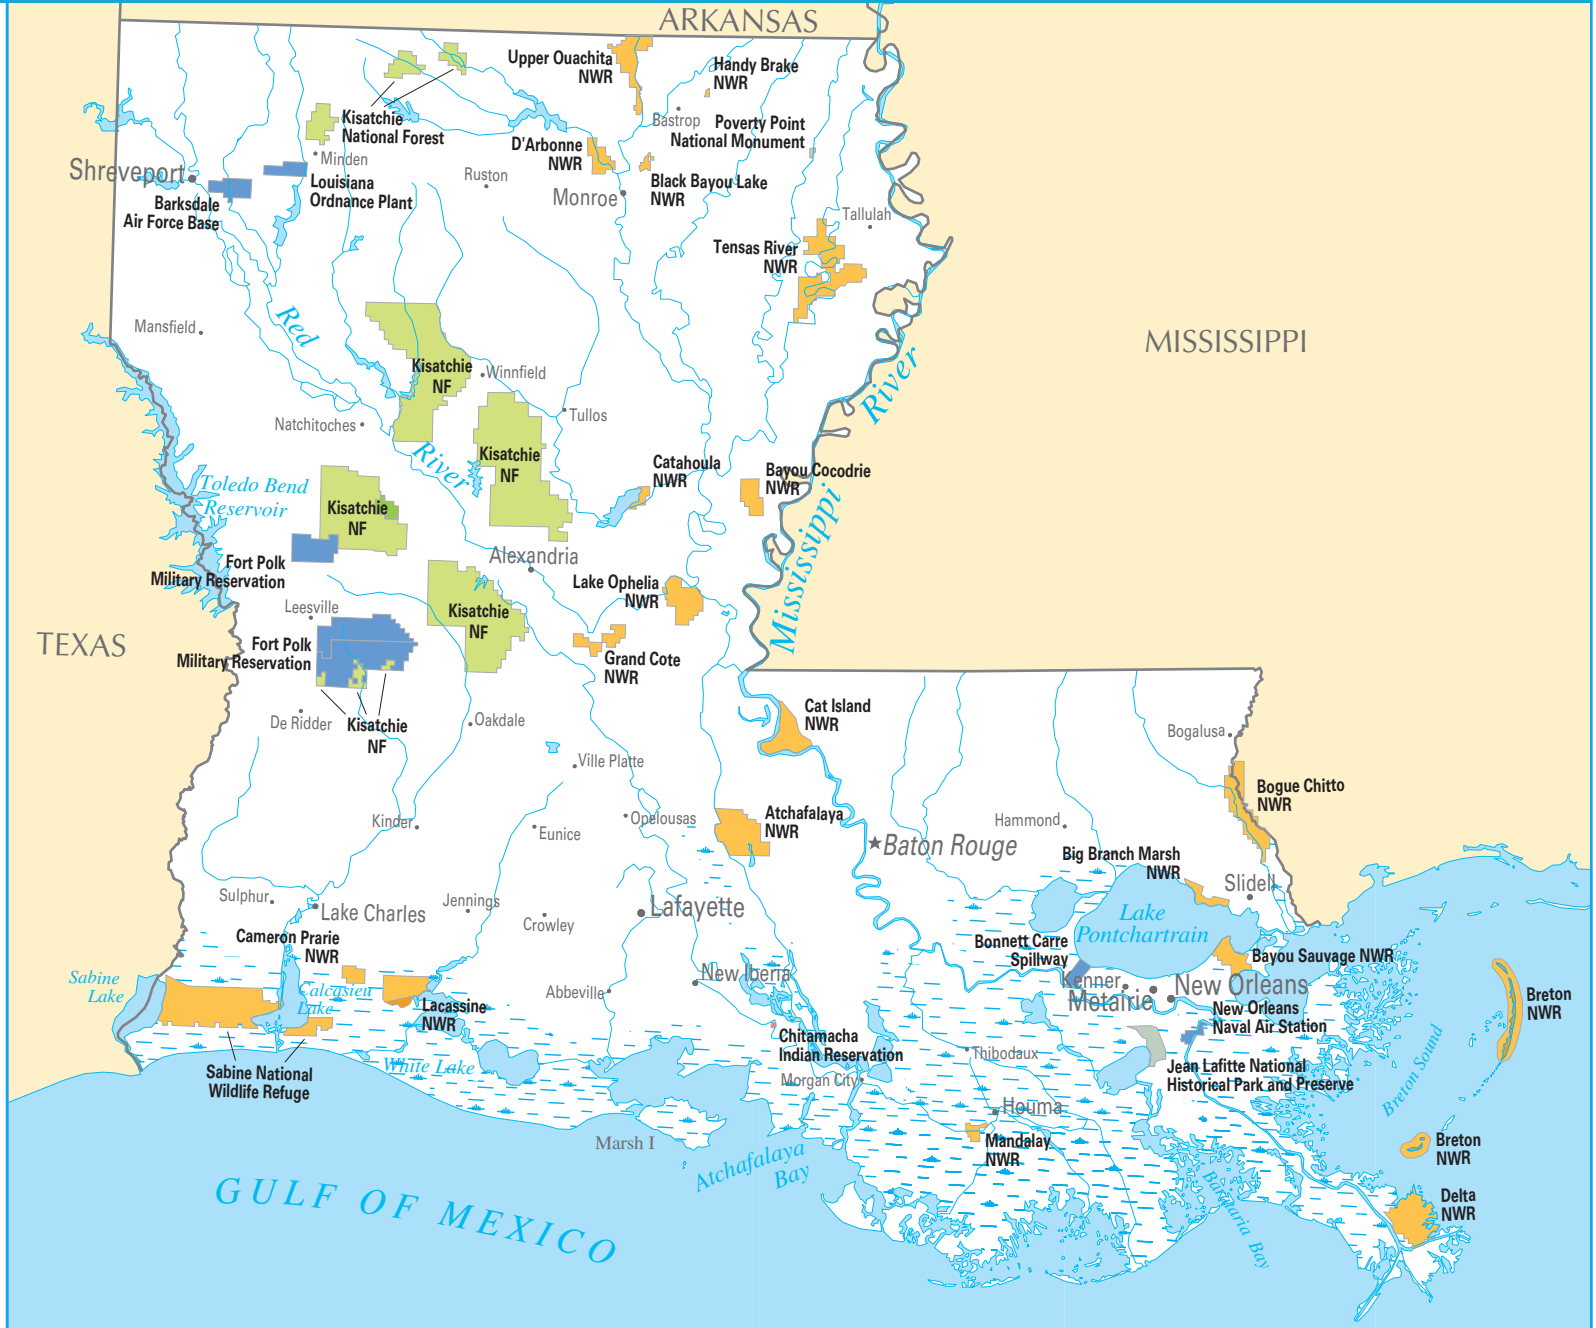 ARKANSAS
Upper Ouachita
NWR
Handy Brake
NWR
Kisatchie
National Forest
Bastrop
Poverty Point
National Monument
D'Arbonne
NWR
Minden
Shreveport
Louisiana
Ordnance Plant
Ruston
Monroe
Black Bayou Lake
NWR
Barksdale
Air Force Base
Tallulah
Tensas River
NWR
Mansfield
Red
River
MISSISSIPPI
Kisatchie
NF
Winnfield
River
Natchitoches
Tullos
Kisatchie
NF
Catahoula
NWR
Bayou Cocodrie
NWR
Toledo Bend
Reservoir
Kisatchie
NF
Mississippi
Fort Polk
Military Reservation
Alexandria
Lake Ophelia
NWR
Leesville
Kisatchie
NF
TEXAS
Fort Polk
Military Reservation
Grand Cote
NWR
De Ridder
Kisatchie
NF
Oakdale
Cat Island
NWR
Bogalusa
Ville Platte
Bogue Chitto
NWR
Kinder
Eunice
Opelousas
Atchafalaya
NWR
Hammond
Baton Rouge
Big Branch Marsh
NWR
Slidell
Sulphur
Lake Charles
Jennings
Crowley
Lafayette
Lake
Pontchartrain
Cameron Prarie
NWR
Bonnett Carre
Spillway
Bayou Sauvage NWR
Sabine
Lake
Calcasieu
Lake
Lacassine
NWR
Abbeville
New Iberia
Kenner
Metairie
New Orleans
New Orleans
Naval Air Station
Breton
NWR
Chitamacha
Indian Reservation
Thibodaux
Jean Lafitte National
Historical Park and Preserve
Breton Sound
Sabine National
Wildlife Refuge
White Lake
Morgan City
Houma
Marsh I
Mandalay
NWR
Breton
NWR
Atchafalaya
Bay
Barataria Bay
Delta
NWR
GULF OF MEXICO